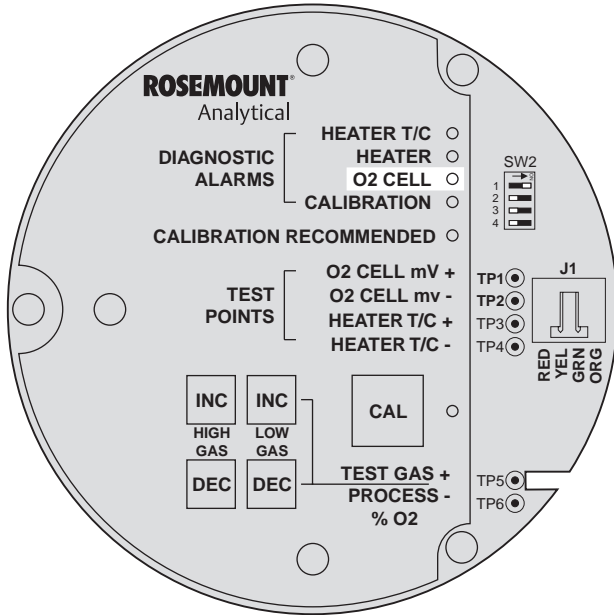 ROSEMOUNT®
Analytical
DIAGNOSTIC
ALARMS
HEATER T/C
HEATER
O2 CELL
CALIBRATION
CALIBRATION RECOMMENDED
TEST
POINTS
O2 CELL mV +
O2 CELL mv -
HEATER T/C +
HEATER T/C -
INC
INC
HIGH
GAS
LOW
GAS
DEC
DEC
CAL
TEST GAS +
PROCESS -
% O2
SW2
1
2
3
4
TP1
TP2
TP3
TP4
J1
RED
YEL
GRN
ORG
TP5
TP6